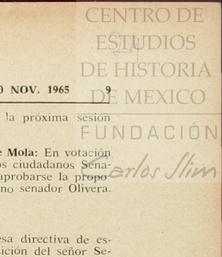 CENTRO DE
ESTUDIOS
DE HISTORIA
DE MEXICO
FUNDACIÓN
Carlos Slim
NOV. 1965 9
la próxima sesión
Mola: En votación
os ciudadanos Sena-
aprobarse la propo-
no senador Olivera.
esa directiva de es-
ición del señor Se-